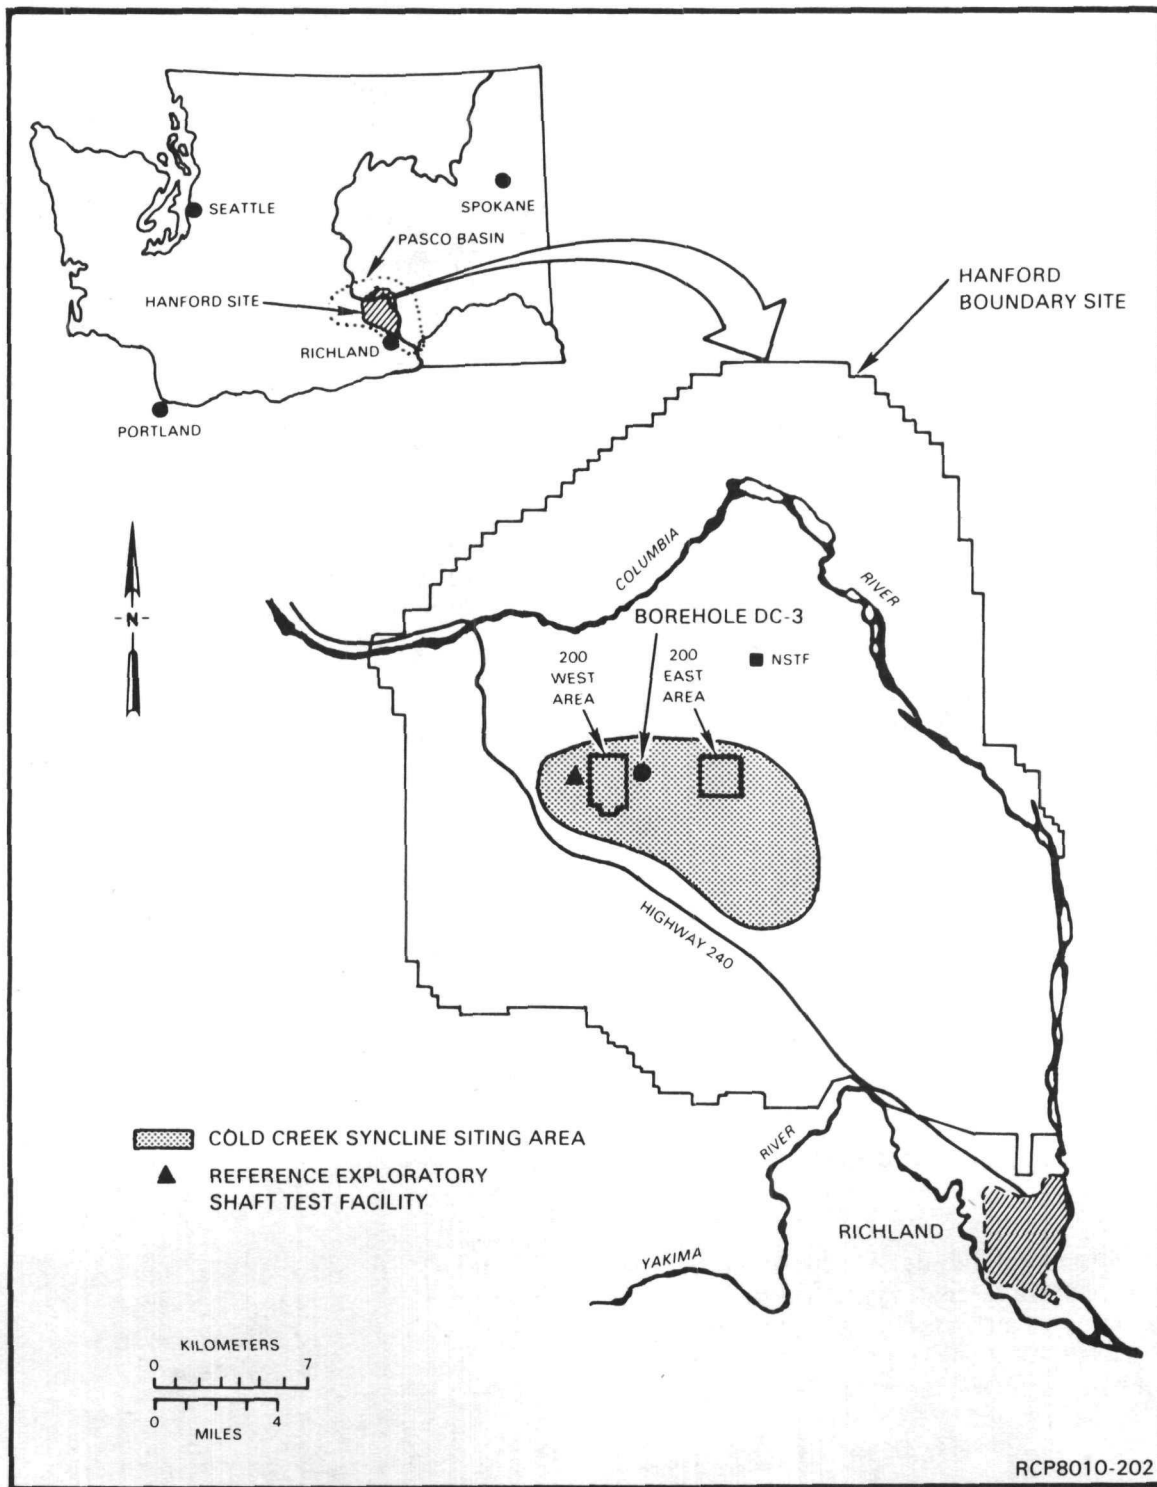 SEATTLE
SPOKANE
PASCO BASIN
HANFORD SITE
RICHLAND
PORTLAND
HANFORD
BOUNDARY SITE
-N-
COLUMBIA
RIVER
BOREHOLE DC-3
200
WEST
AREA
200
EAST
AREA
NSTF
HIGHWAY 240
COLD CREEK SYNCLINE SITING AREA
REFERENCE EXPLORATORY
SHAFT TEST FACILITY
RIVER
YAKIMA
RICHLAND
KILOMETERS
0 7
0 4
MILES
RCP8010-202